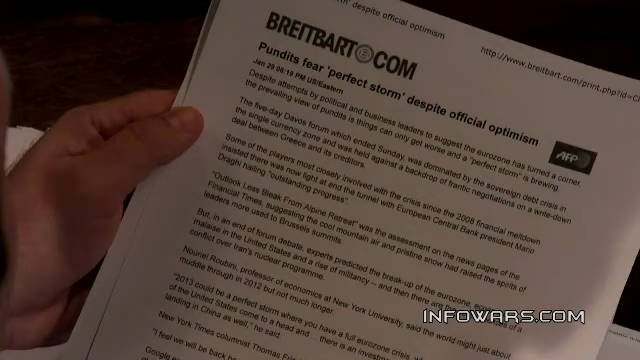 rm' despite official optimism
http://www.breitbart.com/print.php?id=C
BREITBART.COM
Pundits fear 'perfect storm' despite official optimism
Jan 29 06:19 PM US/Eastern
AFP
Despite attempts by political and business leaders to suggest the eurozone has turned a corner,
the prevailing view of pundits is things can only get worse and a "perfect storm" is brewing
The five-day Davos forum which ended Sunday, was dominated by the sovereign debt crisis in
the single currency zone and was held against a backdrop of frantic negotiations on a write-down
deal between Greece and its creditors.
Some of the players most closely involved with the crisis since the 2008 financial meltdown
insisted there was now light at end the tunnel with European Central Bank president Mario
Draghi hailing "outstanding progress"
"Outlook Less Bleak From Alpine Retreat" was the assessment on the news pages of the
Financial Times, suggesting the cool mountain air and pristine snow had raised the spirits of
leaders more used to Brussels summits.
But, in an end of forum debate, experts predicted the break-up of the eurozone,
malaise in the United States and a rise of militancy -- and then there are
conflict over Iran's nuclear programme.
Nouriel Roubini, professor of economics at New York University, said the world might just about
muddle through in 2012 but not much longer.
"2013 could be a perfect storm where you have a full eurozone crisis,
of the United States come to a head and ... there is an investment
landing in China as well," he said.
New York Times columnist Thomas
"I feel we will be back
Google
INFOWARS.COM